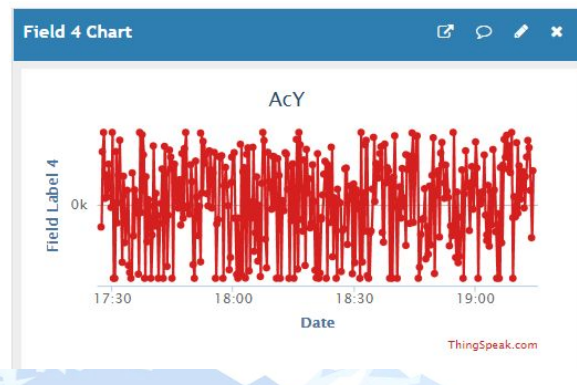 Field 4 Chart
AcY
Field Label 4
0k
17:30 18:00 18:30 19:00
Date
ThingSpeak.com